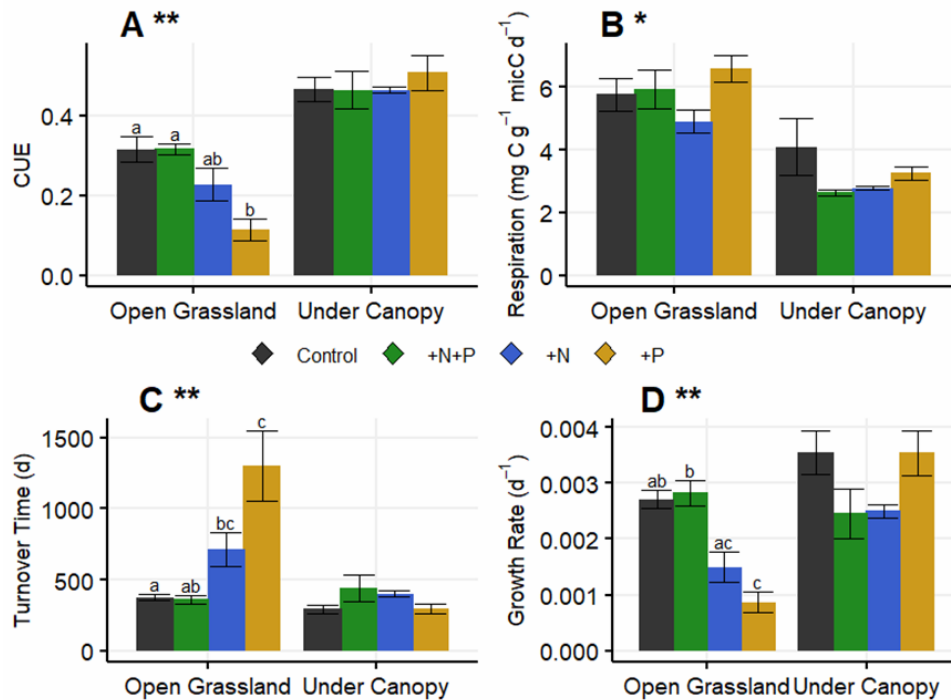 A **
CUE
0.4
0.2
0.0
a
a
ab
b
Open Grassland
Under Canopy
B *
Respiration (mg C g⁻¹ micC d⁻¹)
6
4
2
0
Open Grassland
Under Canopy
Control
+N+P
+N
+P
C **
Turnover Time (d)
1500
1000
500
0
a
ab
bc
c
Open Grassland
Under Canopy
D **
Growth Rate (d⁻¹)
0.004
0.003
0.002
0.001
0.000
ab
b
ac
c
Open Grassland
Under Canopy